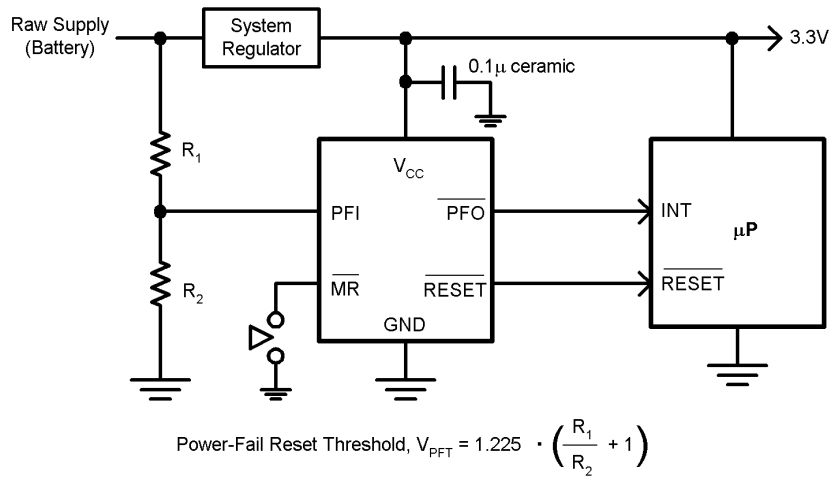 Raw Supply
(Battery)
System
Regulator
3.3V
0.1μ ceramic
R1
VCC
PFI
PFO
INT
μP
R2
MR
RESET
RESET
GND
Power-Fail Reset Threshold, VPFT = 1.225 · (R1/R2 + 1)